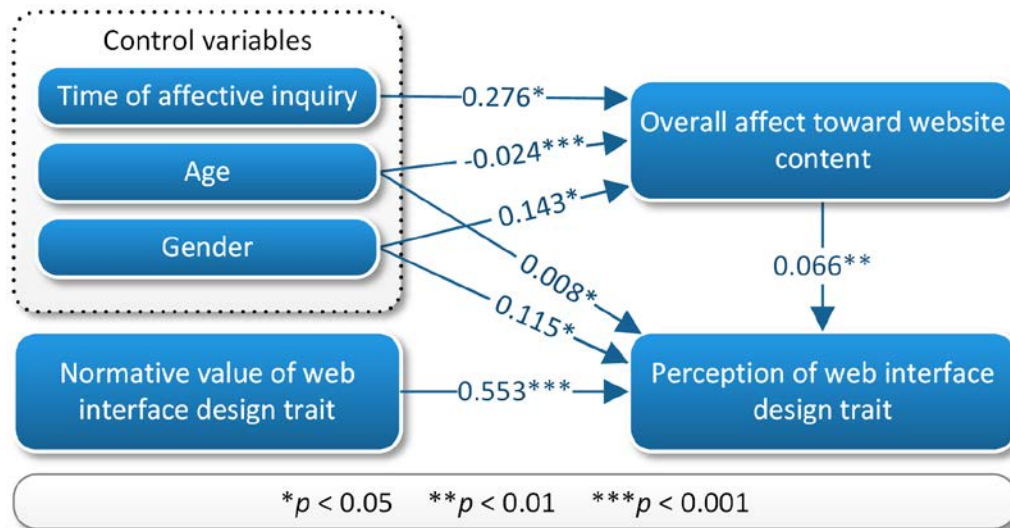 Control variables
Time of affective inquiry
0.276*
Overall affect toward website
content
Age
-0.024***
Gender
0.143*
0.008*
0.115*
0.066**
Normative value of web
interface design trait
0.553***
Perception of web interface
design trait
*p < 0.05 **p < 0.01 ***p < 0.001